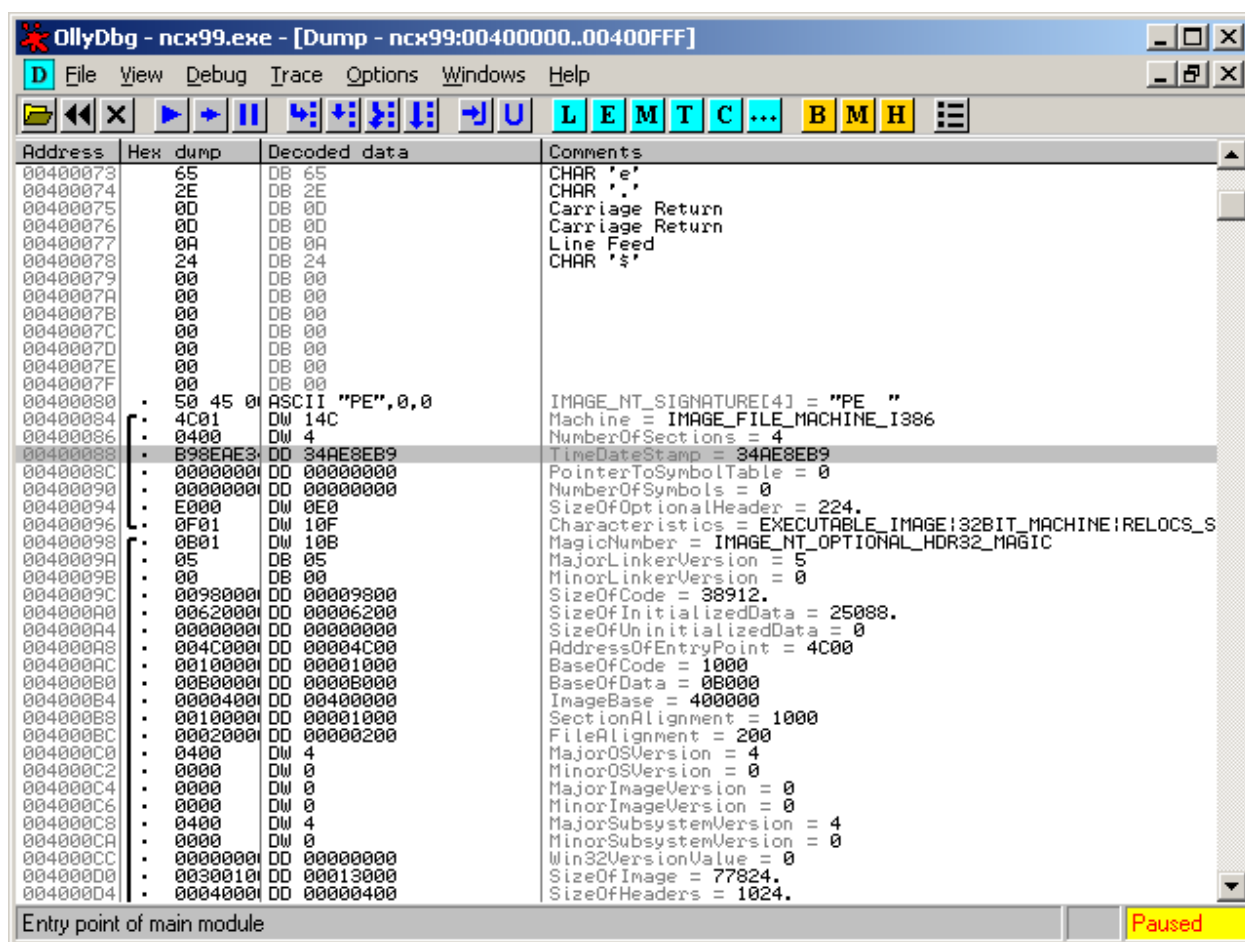 OllyDbg - ncx99.exe - [Dump - ncx99:00400000..00400FFF]
D File View Debug Trace Options Windows Help
L E M T C ... B M H
Address Hex dump Decoded data Comments
00400073 65 DB 65 CHAR 'e'
00400074 2E DB 2E CHAR '.'
00400075 0D DB 0D Carriage Return
00400076 0D DB 0D Carriage Return
00400077 0A DB 0A Line Feed
00400078 24 DB 24 CHAR '$'
00400079 00 DB 00
0040007A 00 DB 00
0040007B 00 DB 00
0040007C 00 DB 00
0040007D 00 DB 00
0040007E 00 DB 00
0040007F 00 DB 00
00400080 · 50 45 0 ASCII "PE",0,0 IMAGE_NT_SIGNATURE[4] = "PE  "
00400084 · 4C01 DW 14C Machine = IMAGE_FILE_MACHINE_I386
00400086 · 0400 DW 4 NumberOfSections = 4
00400088 · B98EAE3 DD 34AE8EB9 TimeDateStamp = 34AE8EB9
0040008C · 0000000 DD 00000000 PointerToSymbolTable = 0
00400090 · 0000000 DD 00000000 NumberOfSymbols = 0
00400094 · E000 DW 0E0 SizeOfOptionalHeader = 224.
00400096 · 0F01 DW 10F Characteristics = EXECUTABLE_IMAGE|32BIT_MACHINE|RELOCS_S
00400098 · 0B01 DW 10B MagicNumber = IMAGE_NT_OPTIONAL_HDR32_MAGIC
0040009A · 05 DB 05 MajorLinkerVersion = 5
0040009B · 00 DB 00 MinorLinkerVersion = 0
0040009C · 0098000 DD 00009800 SizeOfCode = 38912.
004000A0 · 0062000 DD 00006200 SizeOfInitializedData = 25088.
004000A4 · 0000000 DD 00000000 SizeOfUninitializedData = 0
004000A8 · 004C000 DD 00004C00 AddressOfEntryPoint = 4C00
004000AC · 0010000 DD 00001000 BaseOfCode = 1000
004000B0 · 00B0000 DD 0000B000 BaseOfData = 0B000
004000B4 · 0000400 DD 00400000 ImageBase = 400000
004000B8 · 0010000 DD 00001000 SectionAlignment = 1000
004000BC · 0002000 DD 00000200 FileAlignment = 200
004000C0 · 0400 DW 4 MajorOSVersion = 4
004000C2 · 0000 DW 0 MinorOSVersion = 0
004000C4 · 0000 DW 0 MajorImageVersion = 0
004000C6 · 0000 DW 0 MinorImageVersion = 0
004000C8 · 0400 DW 4 MajorSubsystemVersion = 4
004000CA · 0000 DW 0 MinorSubsystemVersion = 0
004000CC · 0000000 DD 00000000 Win32VersionValue = 0
004000D0 · 0030010 DD 00013000 SizeOfImage = 77824.
004000D4 · 0004000 DD 00000400 SizeOfHeaders = 1024.
Entry point of main module Paused